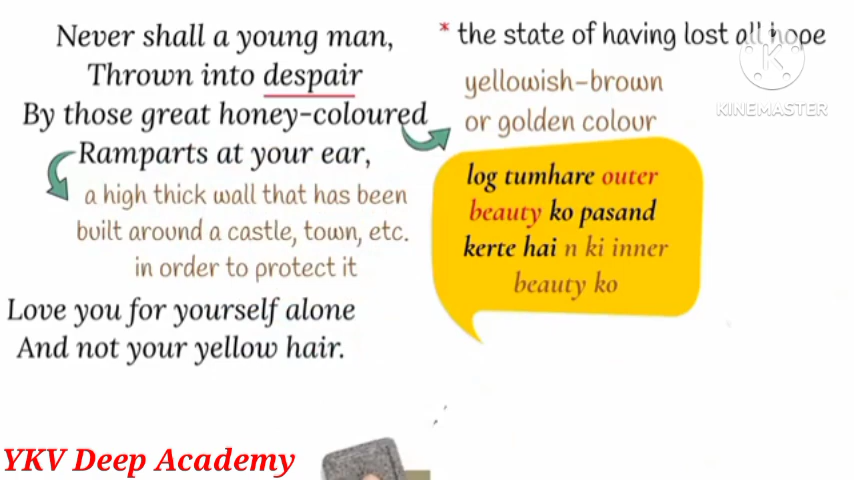 Never shall a young man,
Thrown into despair
By those great honey-coloured
Ramparts at your ear,
a high thick wall that has been
built around a castle, town, etc.
in order to protect it
Love you for yourself alone
And not your yellow hair.
* the state of having lost all hope
yellowish-brown
or golden colour
KINEMASTER
log tumhare outer
beauty ko pasand
kerte hai n ki inner
beauty ko
YKV Deep Academy